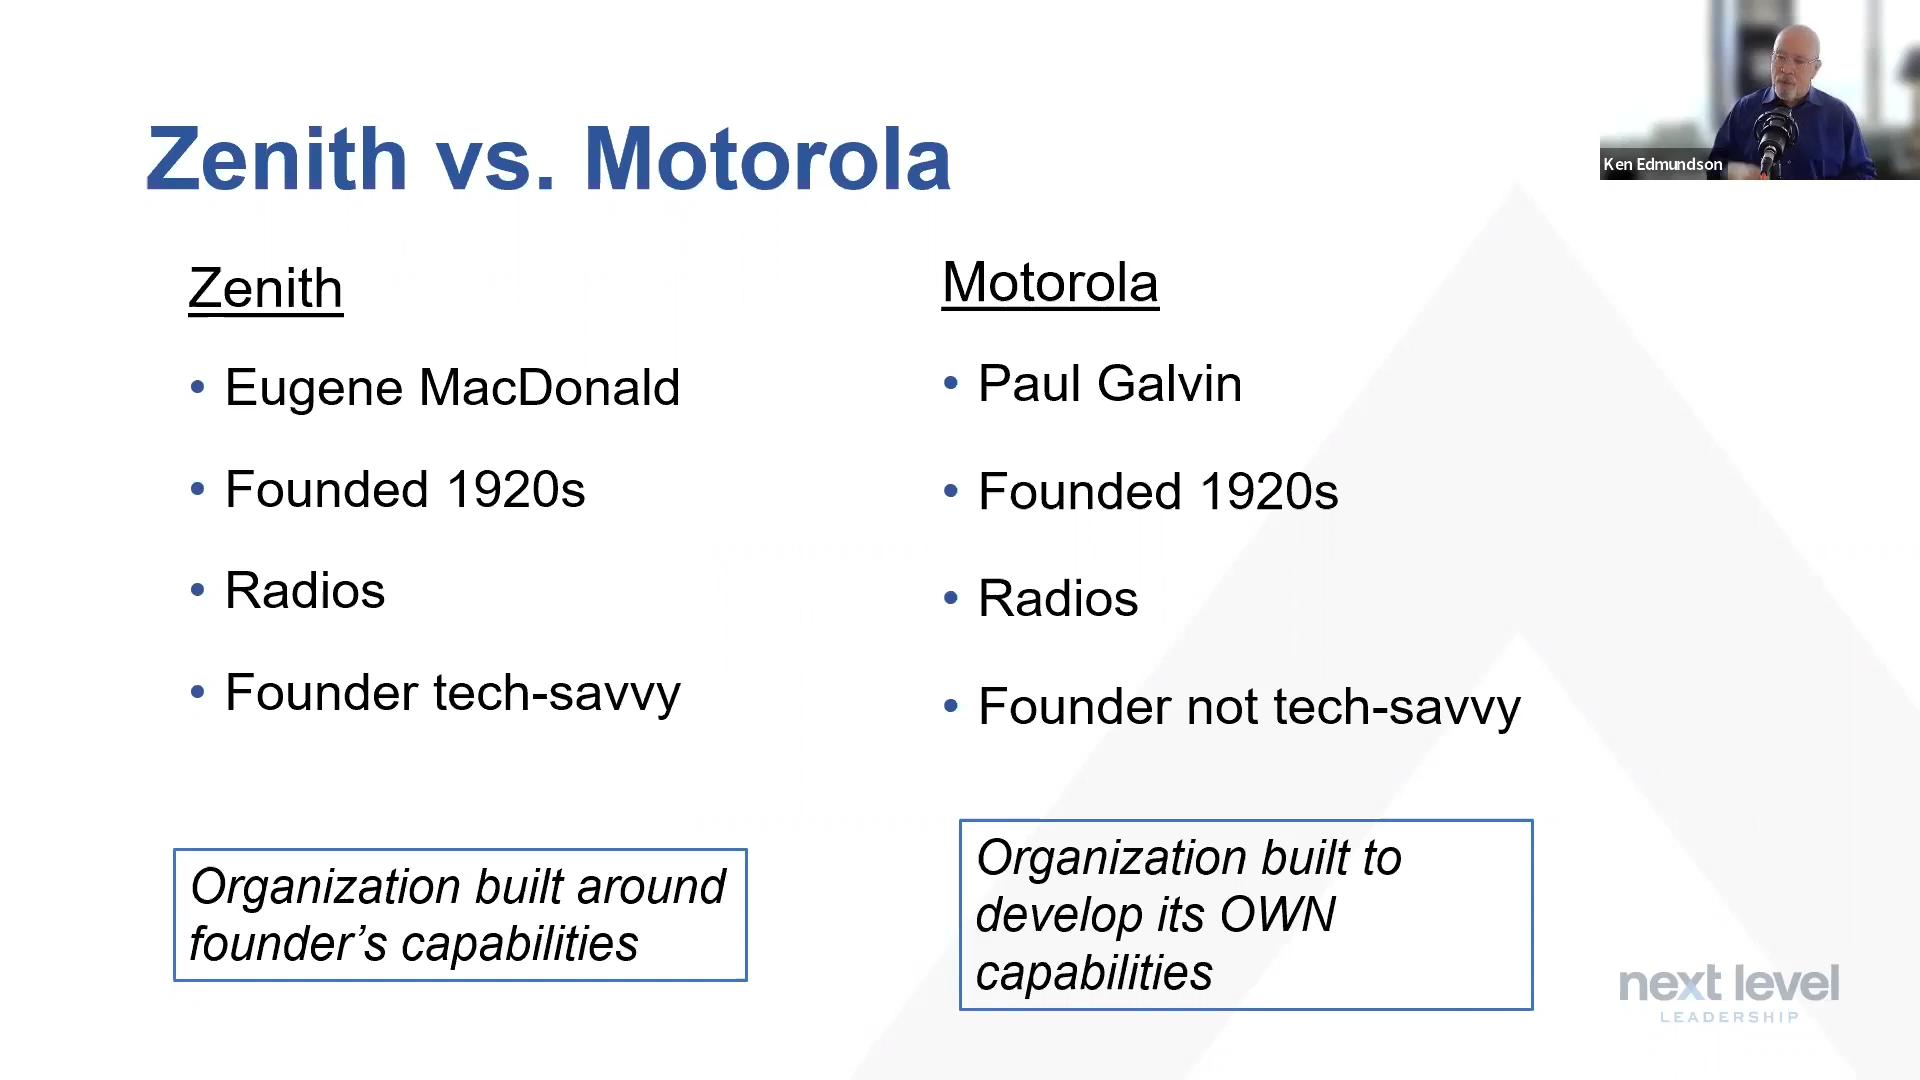 Zenith vs. Motorola
Ken Edmundson
Zenith
• Eugene MacDonald
• Founded 1920s
• Radios
• Founder tech-savvy
Organization built around
founder’s capabilities
Motorola
• Paul Galvin
• Founded 1920s
• Radios
• Founder not tech-savvy
Organization built to
develop its OWN
capabilities
next level
LEADERSHIP